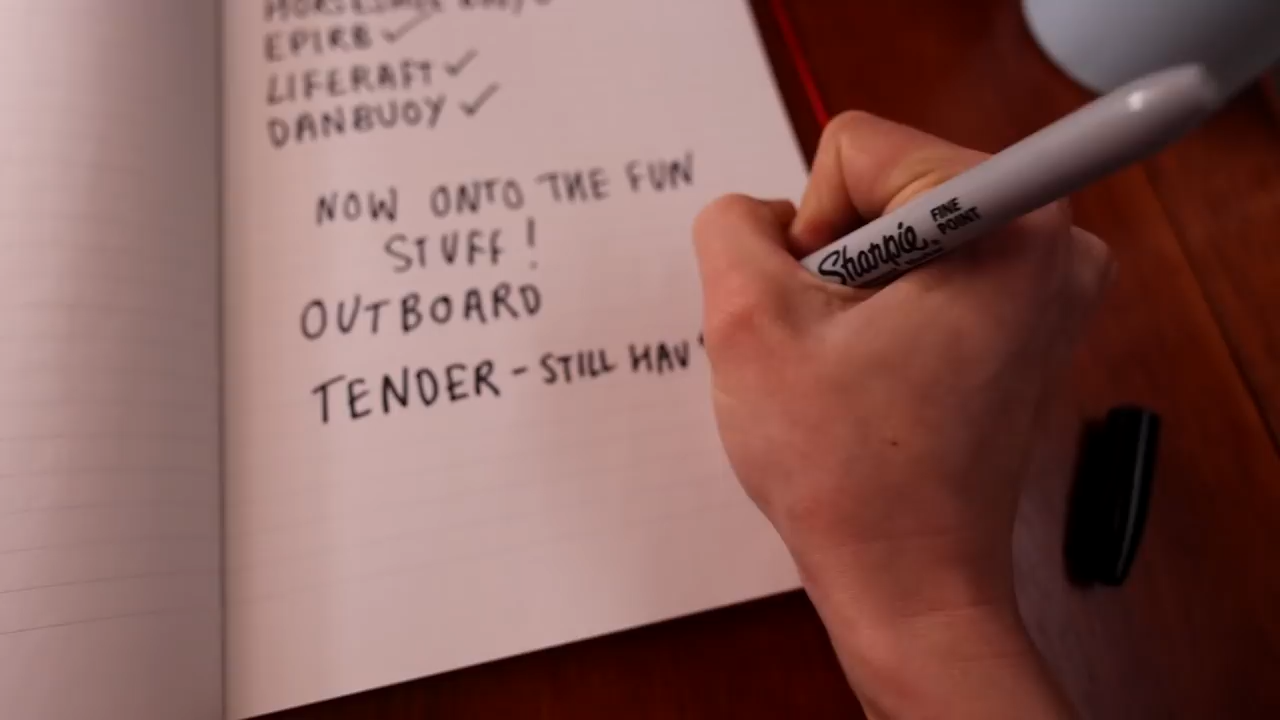 EPIRB ✓
LIFERAFT ✓
DANBUOY ✓
NOW ONTO THE FUN
STUFF!
OUTBOARD
TENDER - STILL HAV
Sharpie.
FINE
POINT